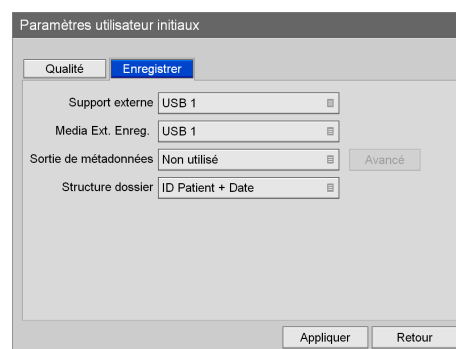 Paramètres utilisateur initiaux
Qualité Enregistrer
Support externe USB 1
Media Ext. Enreg. USB 1
Sortie de métadonnées Non utilisé Avancé
Structure dossier ID Patient + Date
Appliquer Retour